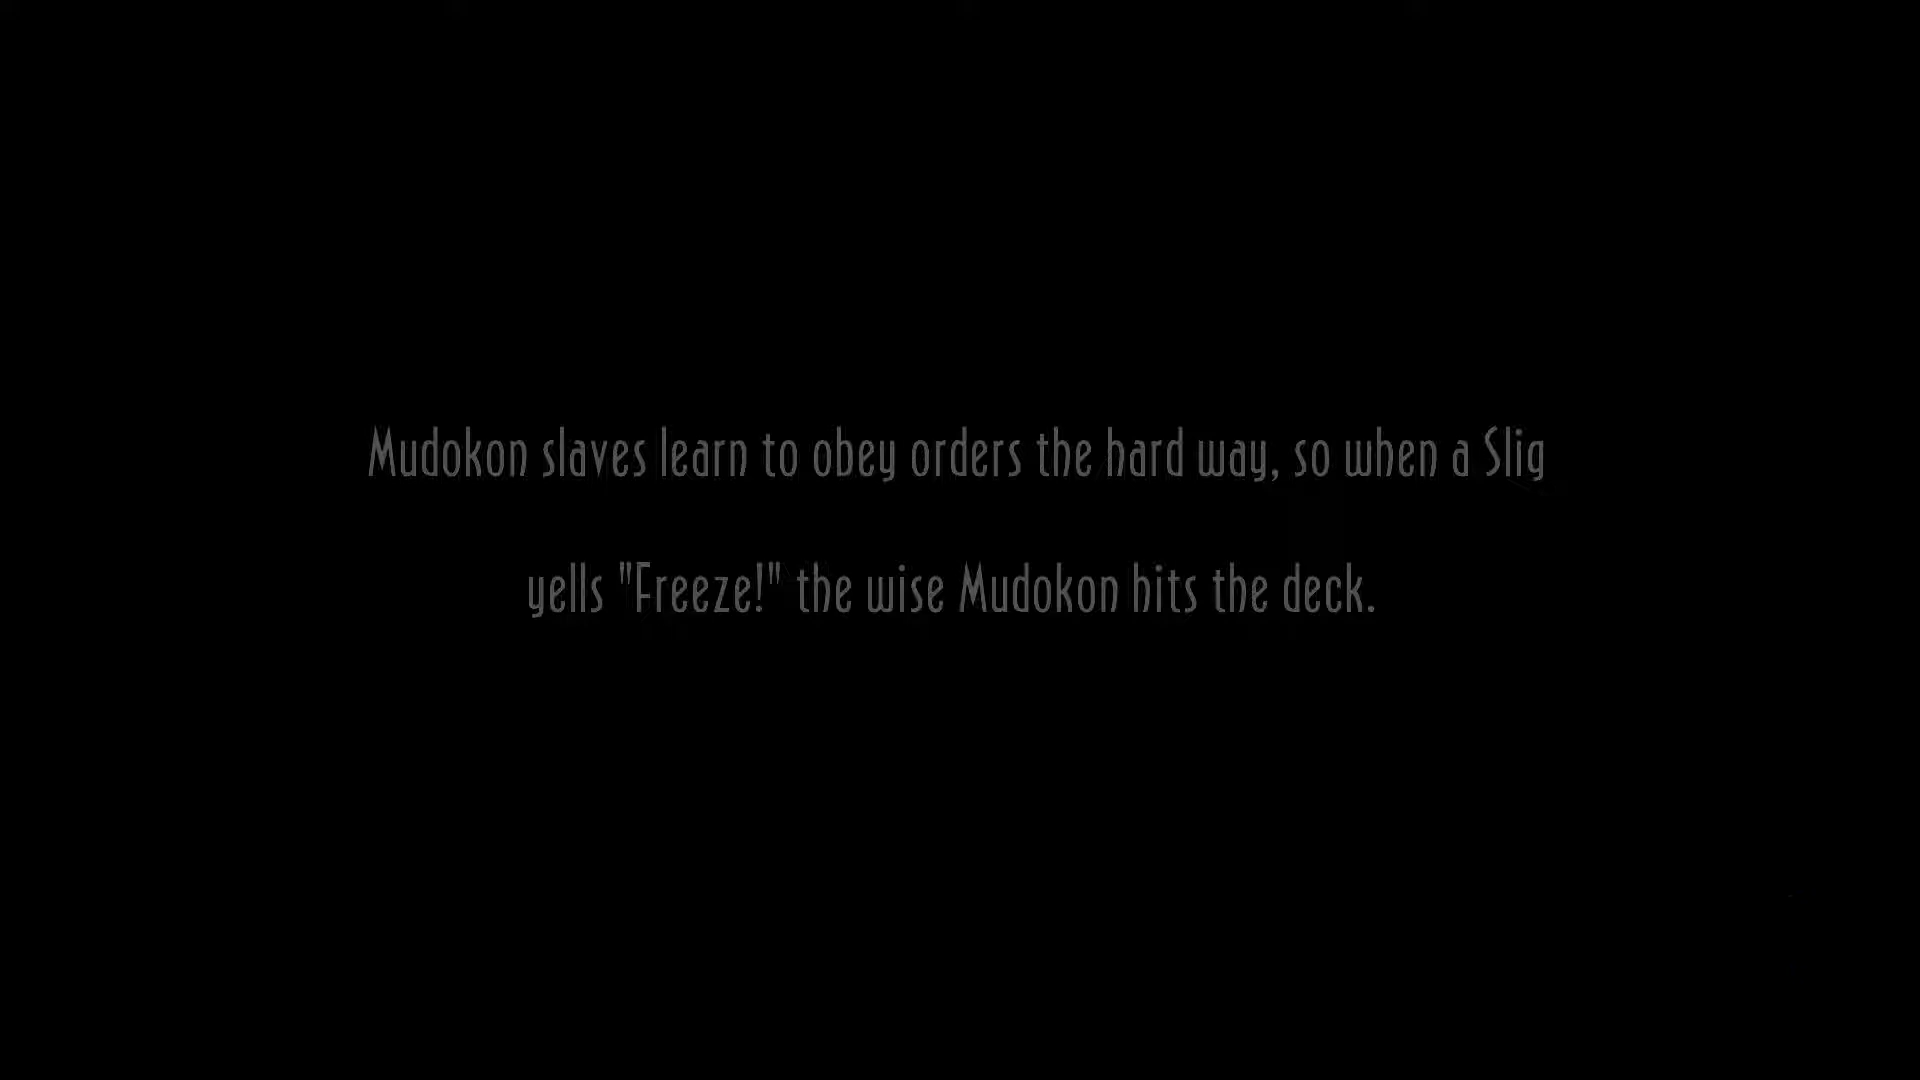 Mudokon slaves learn to obey orders the hard way, so when a Slig
yells "Freeze!" the wise Mudokon hits the deck.